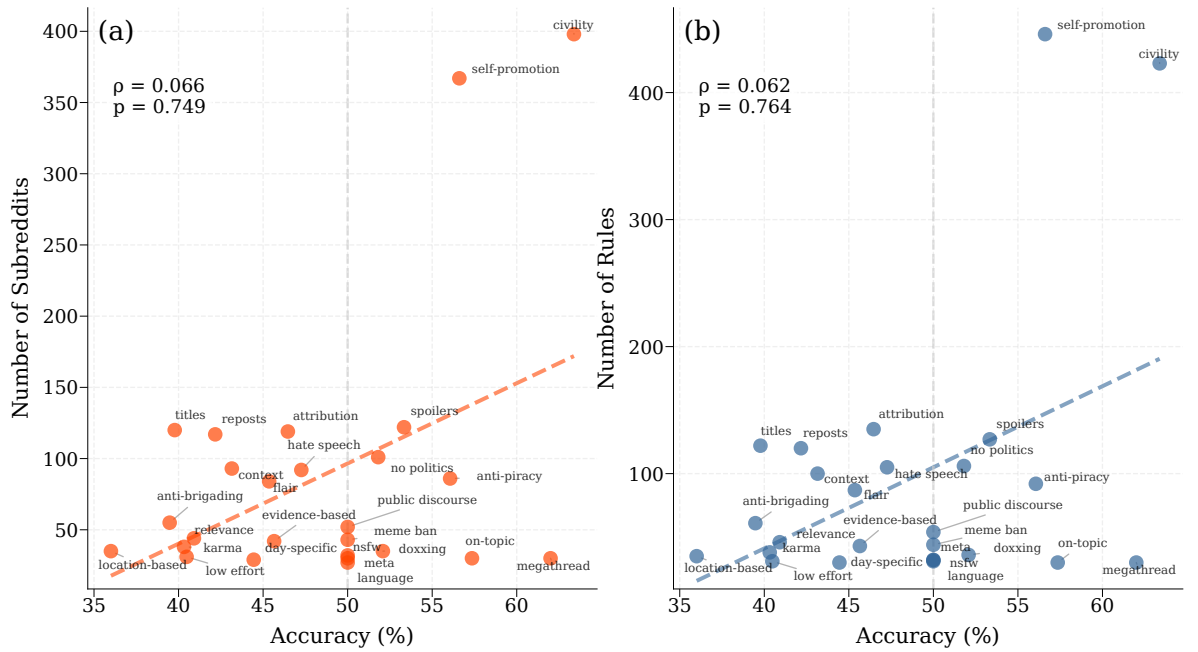 (a)
ρ = 0.066
p = 0.749
civility
self-promotion
titles
reposts
attribution
spoilers
hate speech
context
flair
no politics
anti-piracy
anti-brigading
evidence-based
public discourse
relevance
karma
day-specific
nsfw
meme ban
doxxing
on-topic
location-based
low effort
meta
language
megathread
400
350
300
250
200
150
100
50
35
40
45
50
55
60
Number of Subreddits
Accuracy (%)
(b)
ρ = 0.062
p = 0.764
self-promotion
civility
titles
reposts
attribution
spoilers
no politics
context
hate speech
flair
anti-piracy
anti-brigading
public discourse
evidence-based
relevance
meme ban
karma
meta
doxxing
on-topic
location-based
low effort
day-specific
nsfw
language
megathread
400
300
200
100
35
40
45
50
55
60
Number of Rules
Accuracy (%)